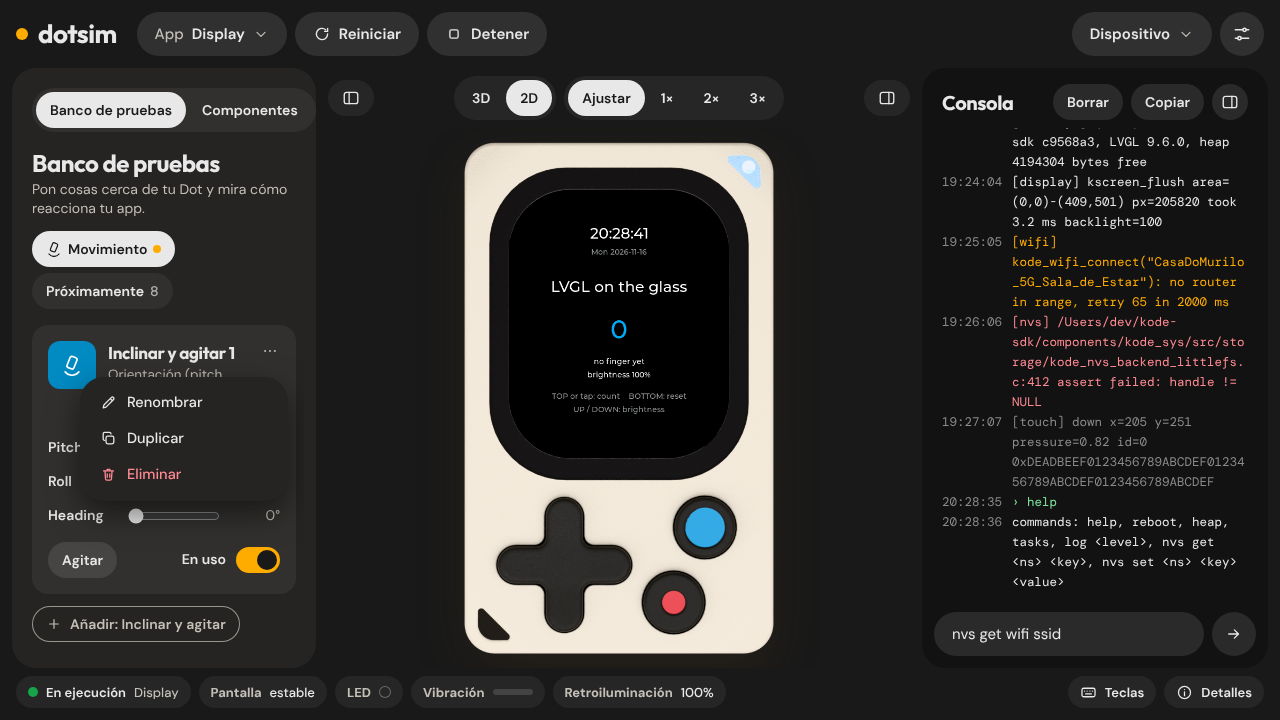 dotsim
App Display
Reiniciar
Detener
Dispositivo
Banco de pruebas
Componentes
Banco de pruebas
Pon cosas cerca de tu Dot y mira cómo
reacciona tu app.
Movimiento
Próximamente 8
Inclinar y agitar 1
Orientación (pitch,
Renombrar
Duplicar
Eliminar
Pitch
Roll
Heading 0°
Agitar
En uso
Añadir: Inclinar y agitar
3D 2D
Ajustar 1× 2× 3×
20:28:41
Mon 2026-11-16
LVGL on the glass
0
no finger yet
brightness 100%
TOP or tap: count BOTTOM: reset
UP / DOWN: brightness
Consola
Borrar
Copiar
sdk c9568a3, LVGL 9.6.0, heap
4194304 bytes free
19:24:04 [display] kscreen_flush area=
(0,0)-(409,501) px=205820 took
3.2 ms backlight=100
19:25:05 [wifi]
kode_wifi_connect("CasaDoMurilo
_5G_Sala_de_Estar"): no router
in range, retry 65 in 2000 ms
19:26:06 [nvs] /Users/dev/kode-
sdk/components/kode_sys/src/sto
rage/kode_nvs_backend_littlefs.
c:412 assert failed: handle !=
NULL
19:27:07 [touch] down x=205 y=251
pressure=0.82 id=0
0xDEADBEEF0123456789ABCDEF01234
56789ABCDEF0123456789ABCDEF
20:28:35 › help
20:28:36 commands: help, reboot, heap,
tasks, log <level>, nvs get
<ns> <key>, nvs set <ns> <key>
<value>
nvs get wifi ssid
En ejecución Display
Pantalla estable
LED
Vibración
Retroiluminación 100%
Teclas
Detalles